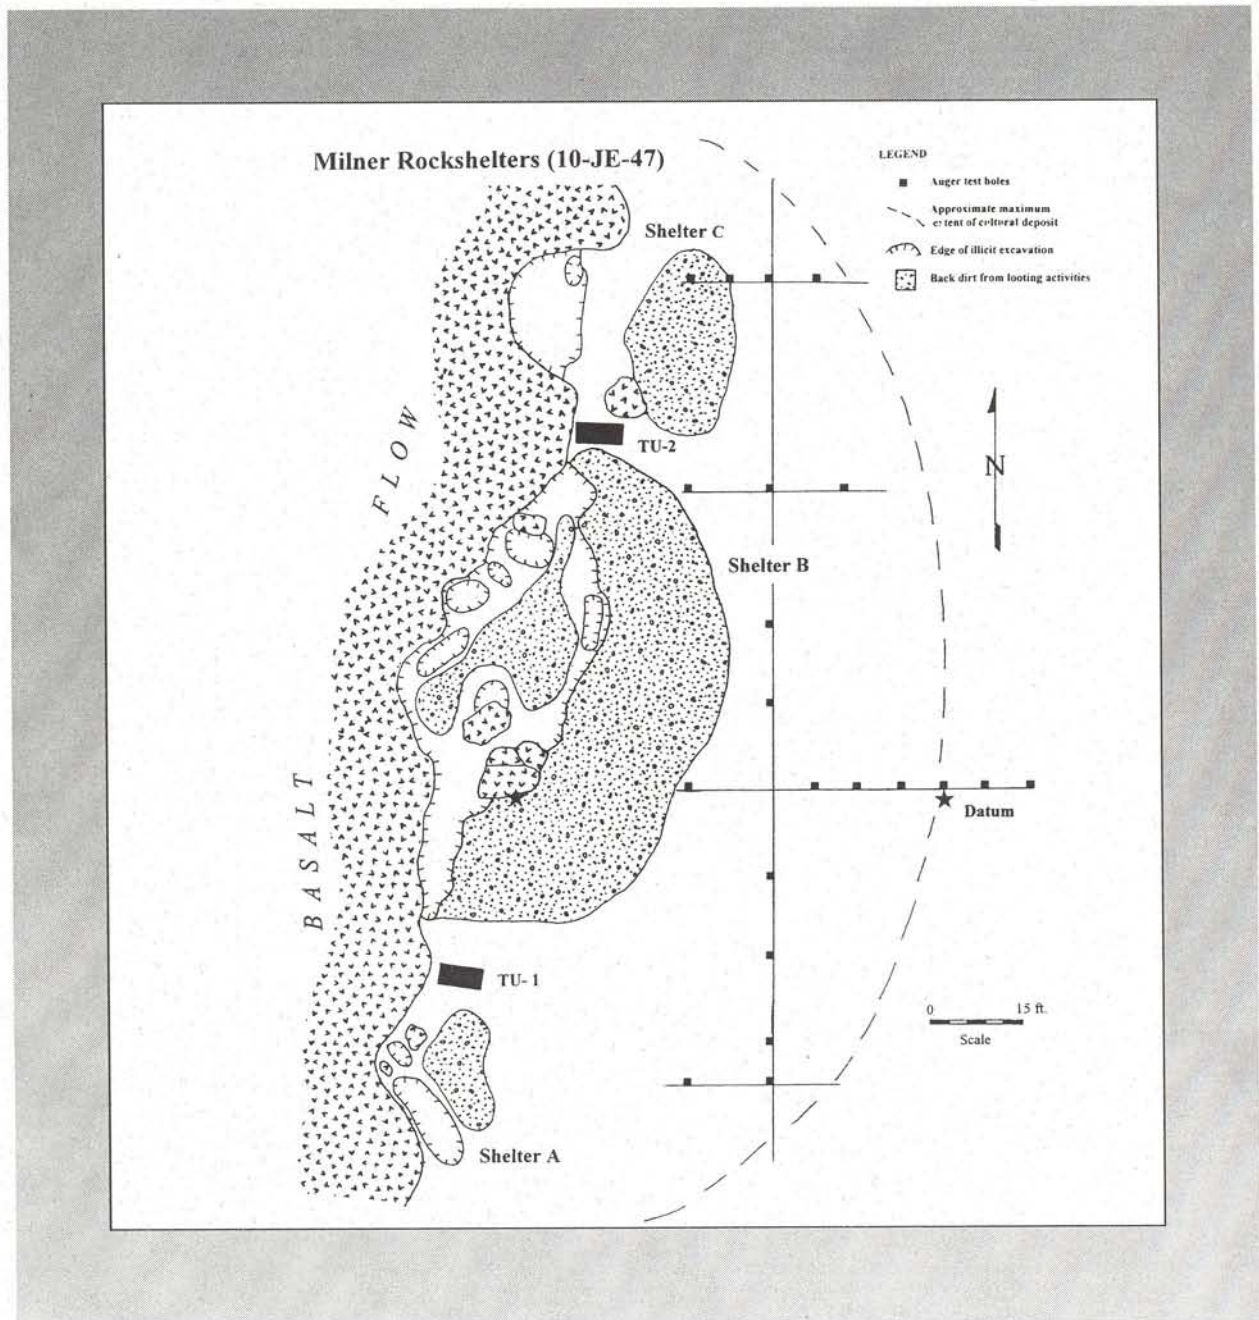 Milner Rockshelters (10-JE-47)
LEGEND
Auger test holes
Approximate maximum
extent of cultural deposit
Edge of illicit excavation
Back dirt from looting activities
Shelter C
FLOW
N
TU-2
Shelter B
BASALT
Datum
TU-1
0 15 ft.
Scale
Shelter A